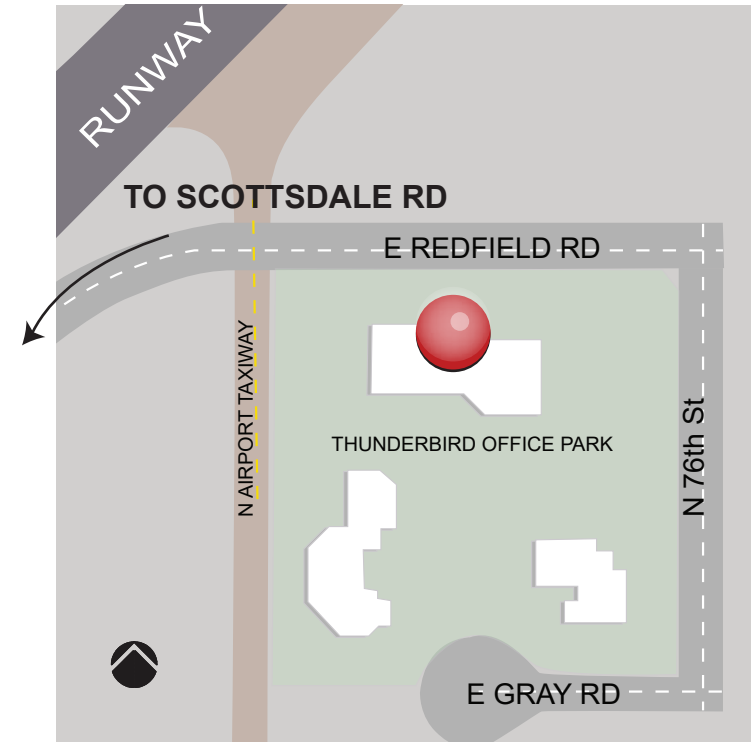 RUNWAY
TO SCOTTSDALE RD
E REDFIELD RD
N AIRPORT TAXIWAY
THUNDERBIRD OFFICE PARK
N 76th St
E GRAY RD